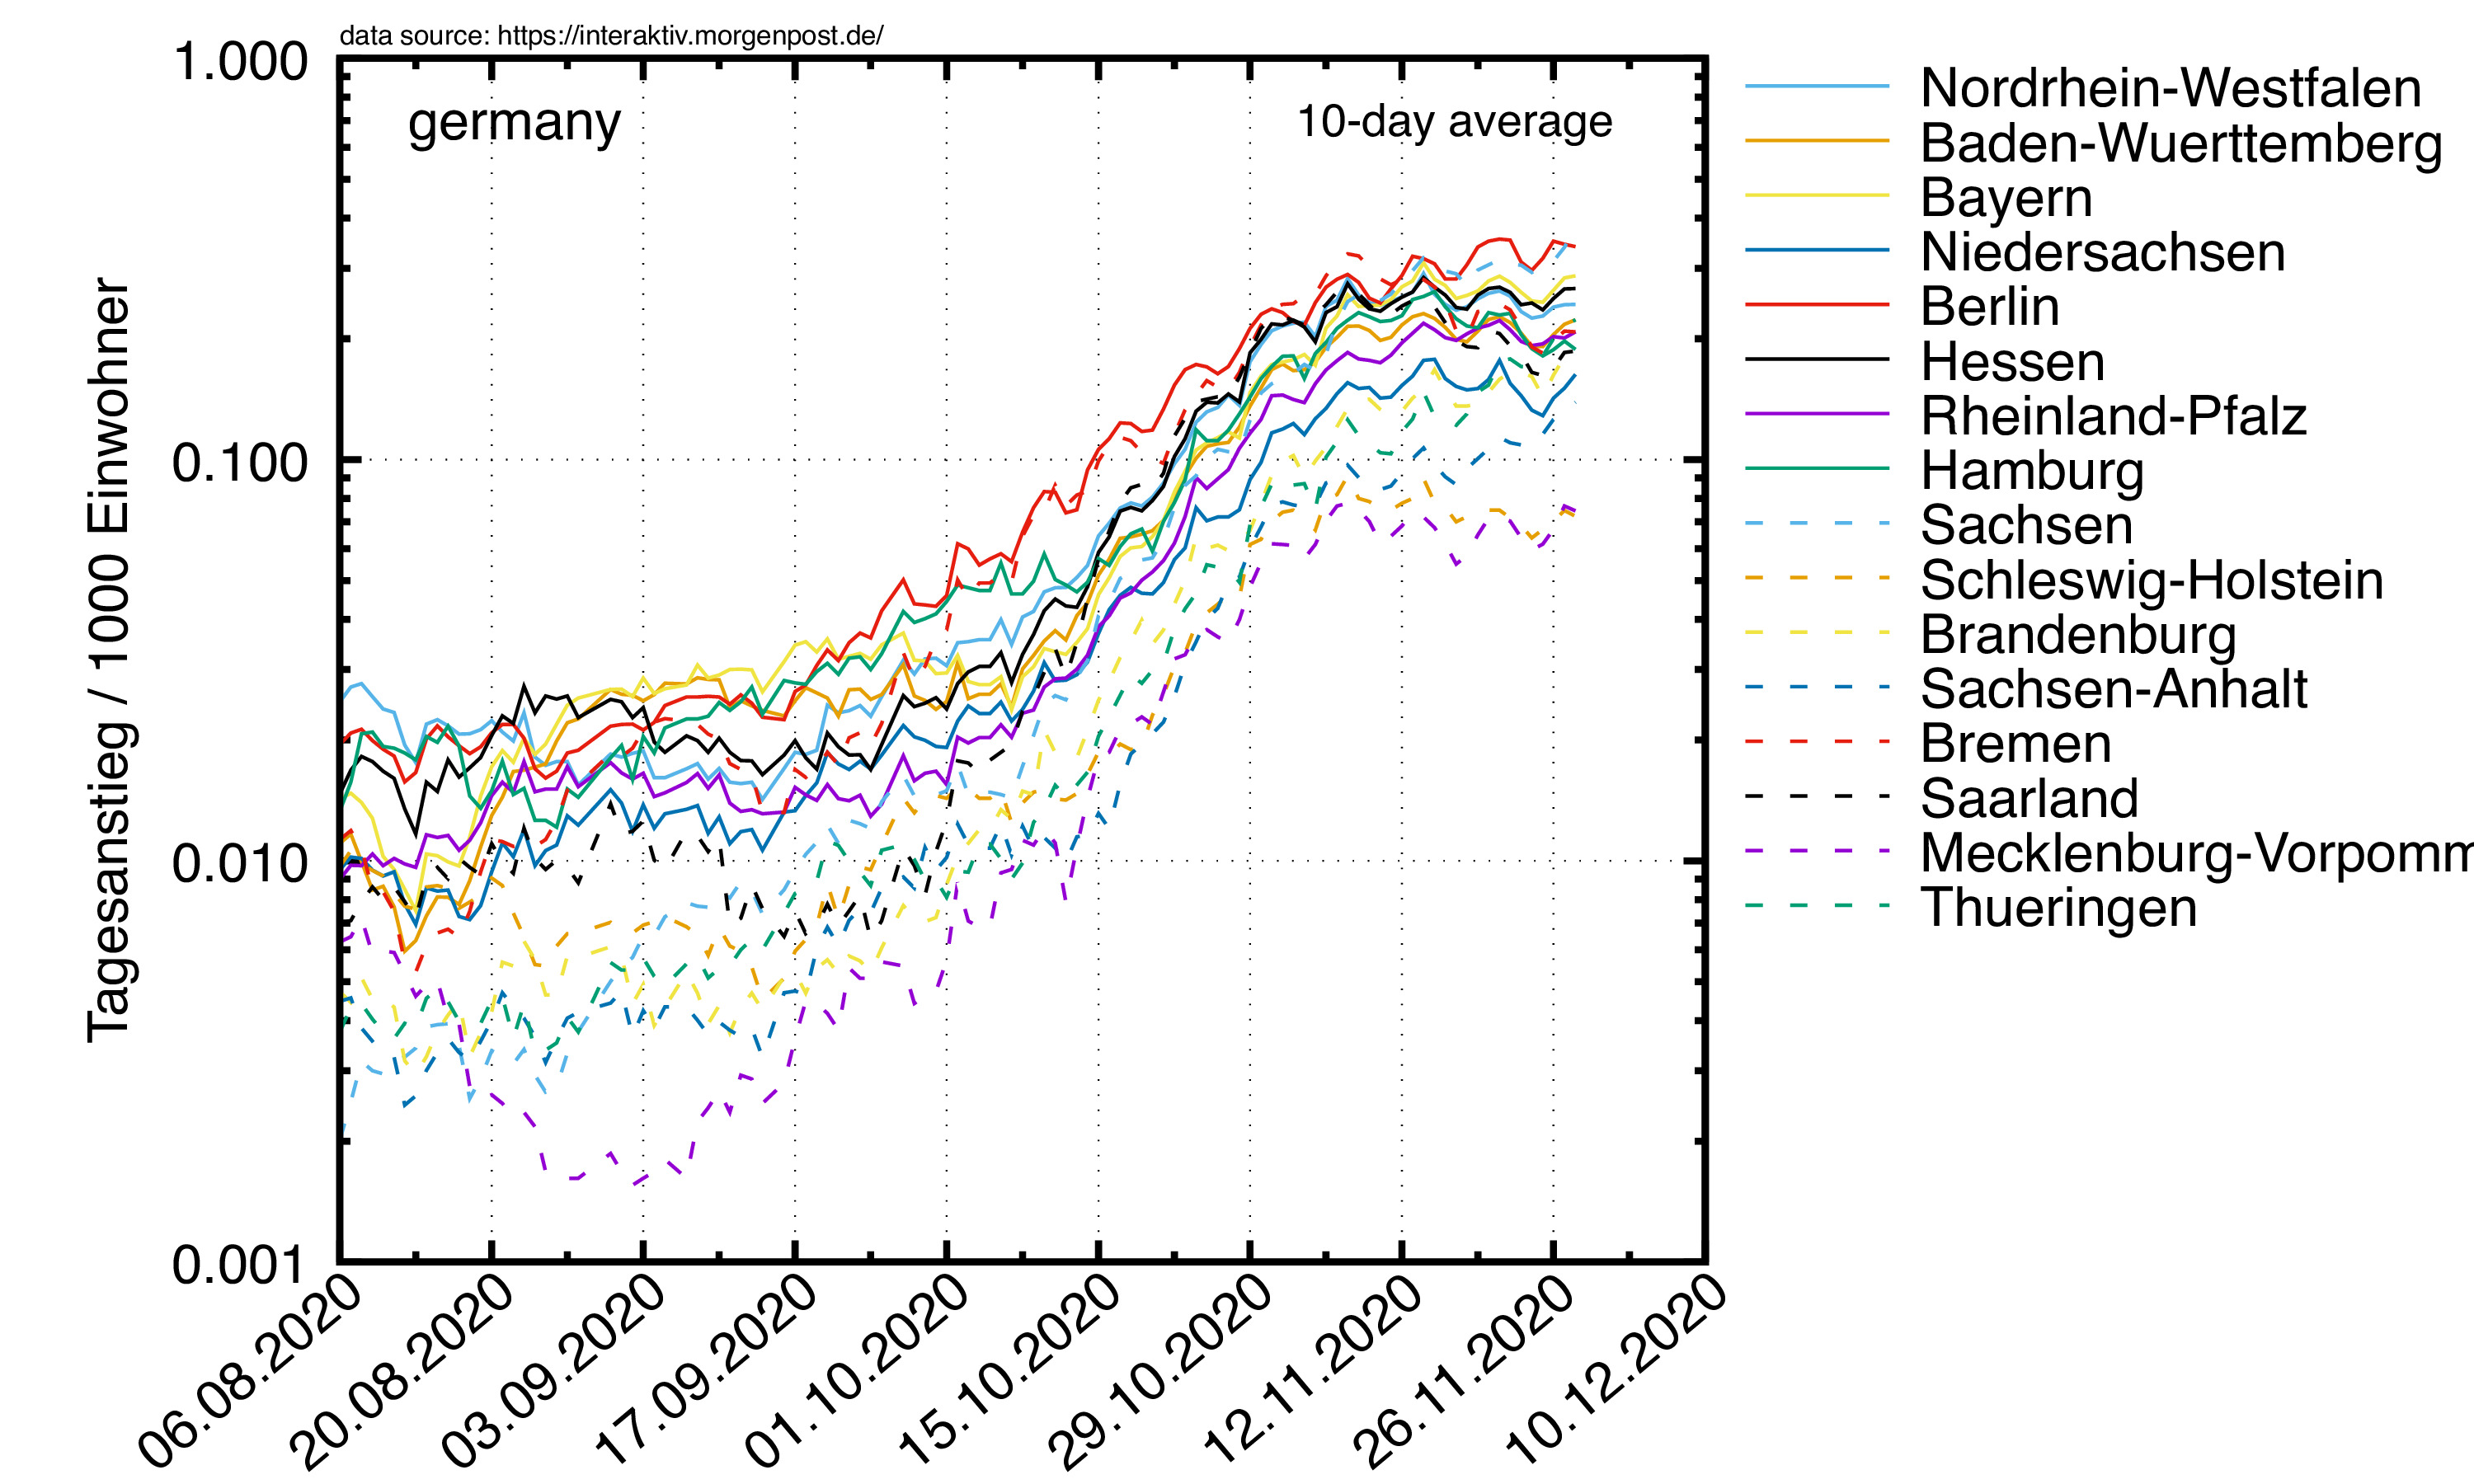 data source: https://interaktiv.morgenpost.de/
germany
10-day average
Tagesanstieg / 1000 Einwohner
1.000
0.100
0.010
0.001
06.08.2020
20.08.2020
03.09.2020
17.09.2020
01.10.2020
15.10.2020
29.10.2020
12.11.2020
26.11.2020
10.12.2020
Nordrhein-Westfalen
Baden-Wuerttemberg
Bayern
Niedersachsen
Berlin
Hessen
Rheinland-Pfalz
Hamburg
Sachsen
Schleswig-Holstein
Brandenburg
Sachsen-Anhalt
Bremen
Saarland
Mecklenburg-Vorpomm
Thueringen